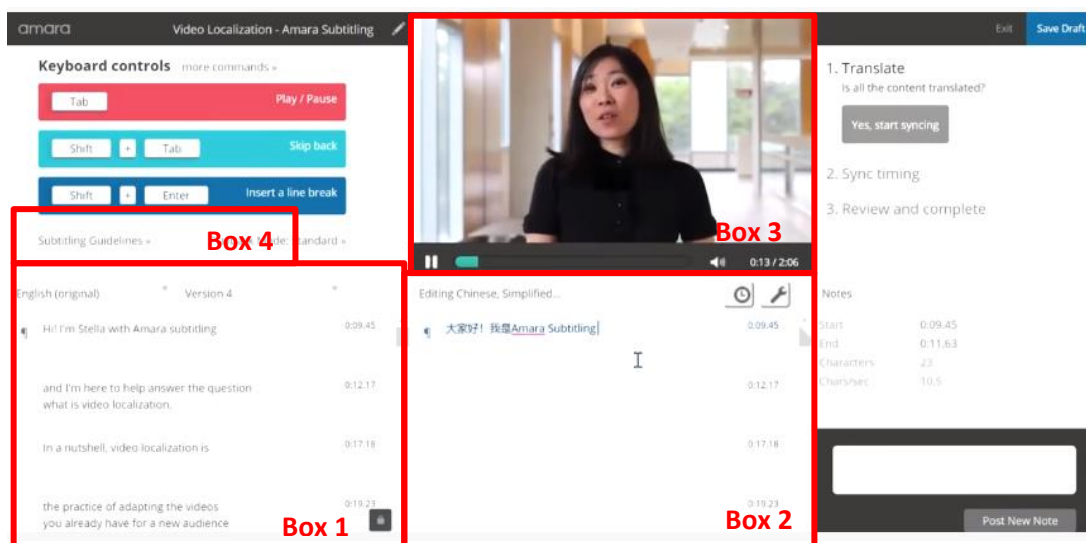 amara
Video Localization - Amara Subtitling
Exit
Save Draft
Keyboard controls more commands »
Tab Play / Pause
Shift + Tab Skip back
Shift + Enter Insert a line break
Subtitling Guidelines »
Box 4
Mode: Standard »
Box 3
0:13 / 2:06
1. Translate
Is all the content translated?
Yes, start syncing
2. Sync timing
3. Review and complete
English (original) Version 4
¶ Hi! I'm Stella with Amara subtitling 0:09.45
and I'm here to help answer the question 0:12.17
what is video localization.
In a nutshell, video localization is 0:17.18
the practice of adapting the videos 0:19.23
you already have for a new audience
Box 1
Editing Chinese, Simplified...
¶ 大家好！我是Amara Subtitling 0:09.45
0:12.17
0:17.18
0:19.23
Box 2
Notes
Start 0:09.45
End 0:11.63
Characters 23
Chars/sec 10.5
Post New Note